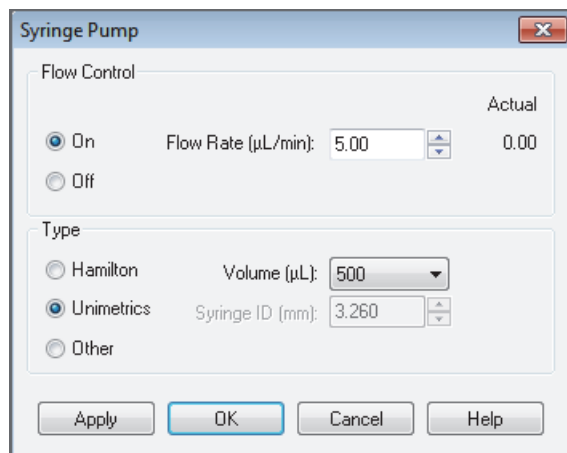 Syringe Pump
Flow Control
Actual
On Flow Rate (µL/min): 5.00 0.00
Off
Type
Hamilton Volume (µL): 500
Unimetrics Syringe ID (mm): 3.260
Other
Apply OK Cancel Help